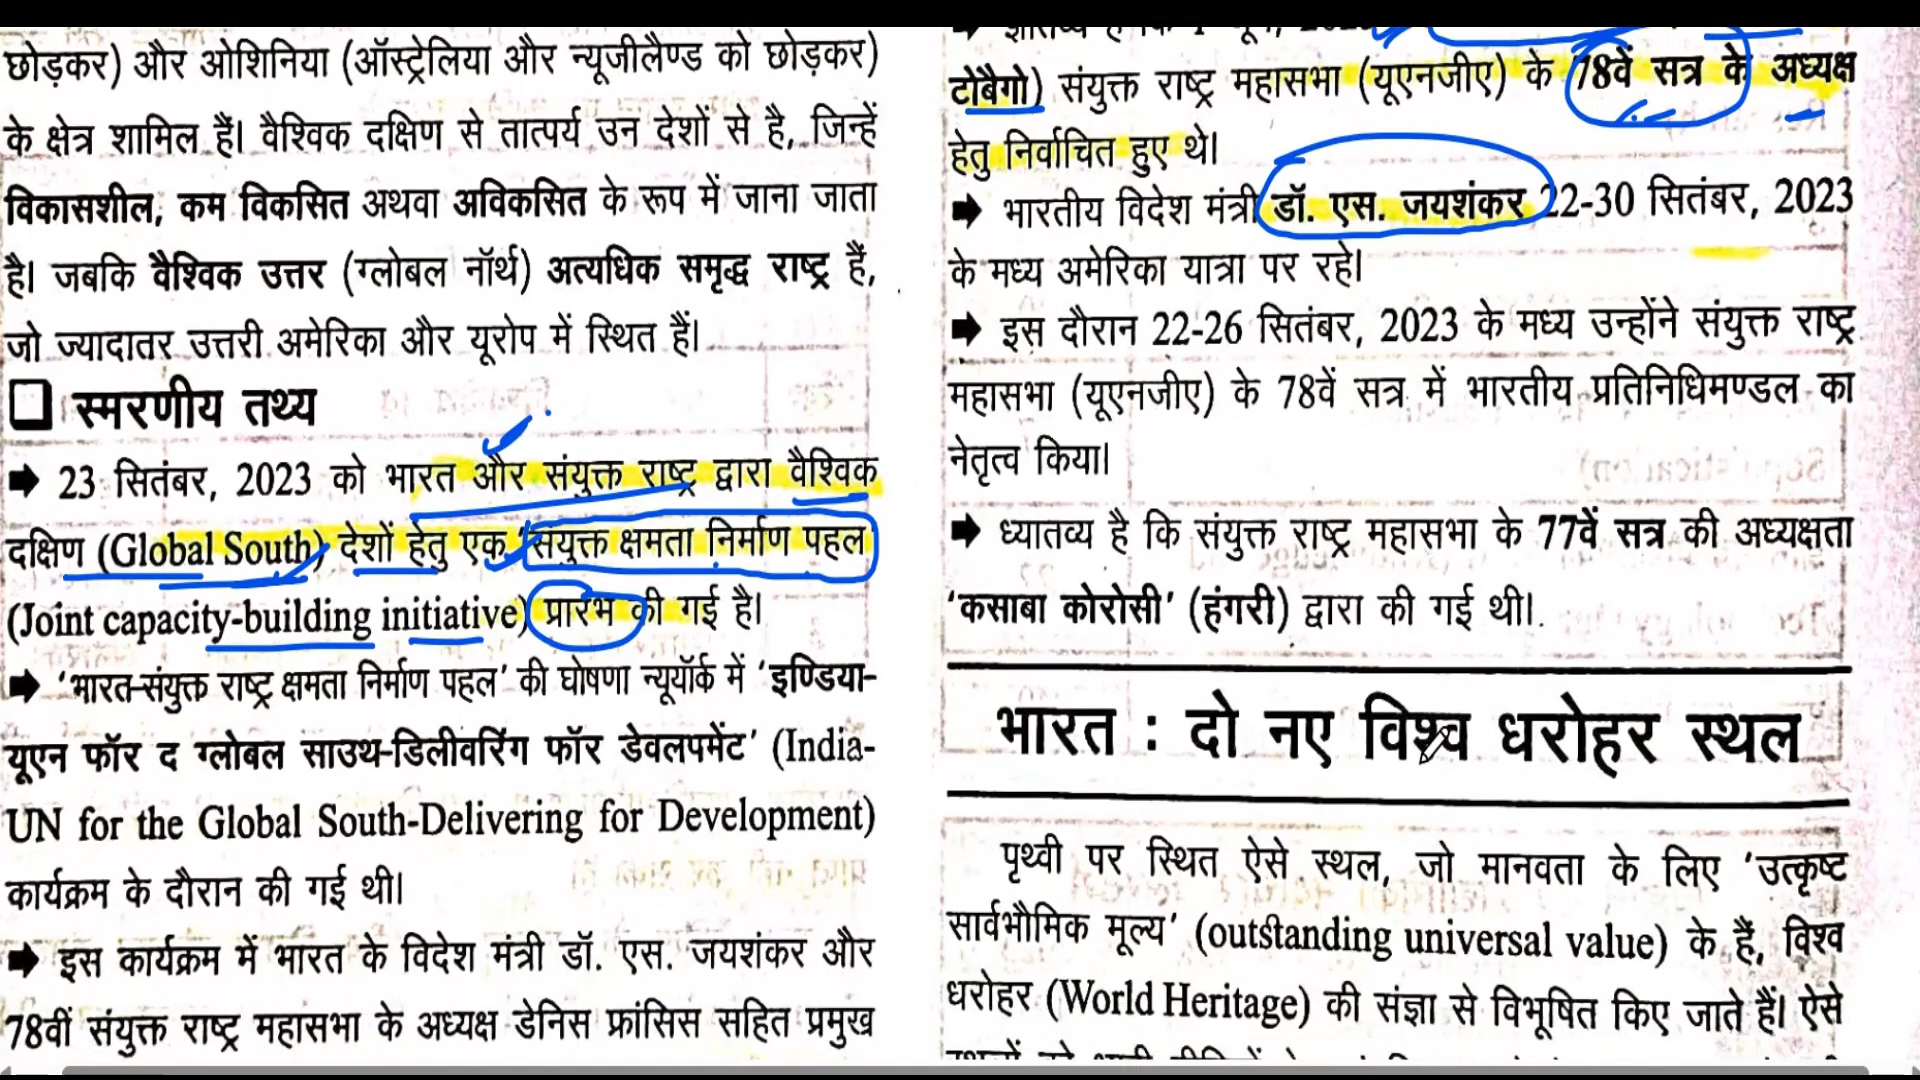 छोड़कर) और ओशिनिया (ऑस्ट्रेलिया और न्यूजीलैण्ड को छोड़कर)
के क्षेत्र शामिल हैं। वैश्विक दक्षिण से तात्पर्य उन देशों से है, जिन्हें
विकासशील, कम विकसित अथवा अविकसित के रूप में जाना जाता
है। जबकि वैश्विक उत्तर (ग्लोबल नॉर्थ) अत्यधिक समृद्ध राष्ट्र हैं,
जो ज्यादातर उत्तरी अमेरिका और यूरोप में स्थित हैं।
❑ स्मरणीय तथ्य
➡ 23 सितंबर, 2023 को भारत और संयुक्त राष्ट्र द्वारा वैश्विक
दक्षिण (Global South) देशों हेतु एक 'संयुक्त क्षमता निर्माण पहल'
(Joint capacity-building initiative) प्रारंभ की गई है।
➡ 'भारत-संयुक्त राष्ट्र क्षमता निर्माण पहल' की घोषणा न्यूयॉर्क में 'इण्डिया-
यूएन फॉर द ग्लोबल साउथ-डिलीवरिंग फॉर डेवलपमेंट' (India-
UN for the Global South-Delivering for Development)
कार्यक्रम के दौरान की गई थी।
➡ इस कार्यक्रम में भारत के विदेश मंत्री डॉ. एस. जयशंकर और
78वीं संयुक्त राष्ट्र महासभा के अध्यक्ष डेनिस फ्रांसिस सहित प्रमुख
टोबैगो) संयुक्त राष्ट्र महासभा (यूएनजीए) के 78वें सत्र के अध्यक्ष
हेतु निर्वाचित हुए थे।
➡ भारतीय विदेश मंत्री डॉ. एस. जयशंकर 22-30 सितंबर, 2023
के मध्य अमेरिका यात्रा पर रहे।
➡ इस दौरान 22-26 सितंबर, 2023 के मध्य उन्होंने संयुक्त राष्ट्र
महासभा (यूएनजीए) के 78वें सत्र में भारतीय प्रतिनिधिमण्डल का
नेतृत्व किया।
➡ ध्यातव्य है कि संयुक्त राष्ट्र महासभा के 77वें सत्र की अध्यक्षता
'कसाबा कोरोसी' (हंगरी) द्वारा की गई थी।
भारत : दो नए विश्व धरोहर स्थल
पृथ्वी पर स्थित ऐसे स्थल, जो मानवता के लिए 'उत्कृष्ट
सार्वभौमिक मूल्य' (outstanding universal value) के हैं, विश्व
धरोहर (World Heritage) की संज्ञा से विभूषित किए जाते हैं। ऐसे